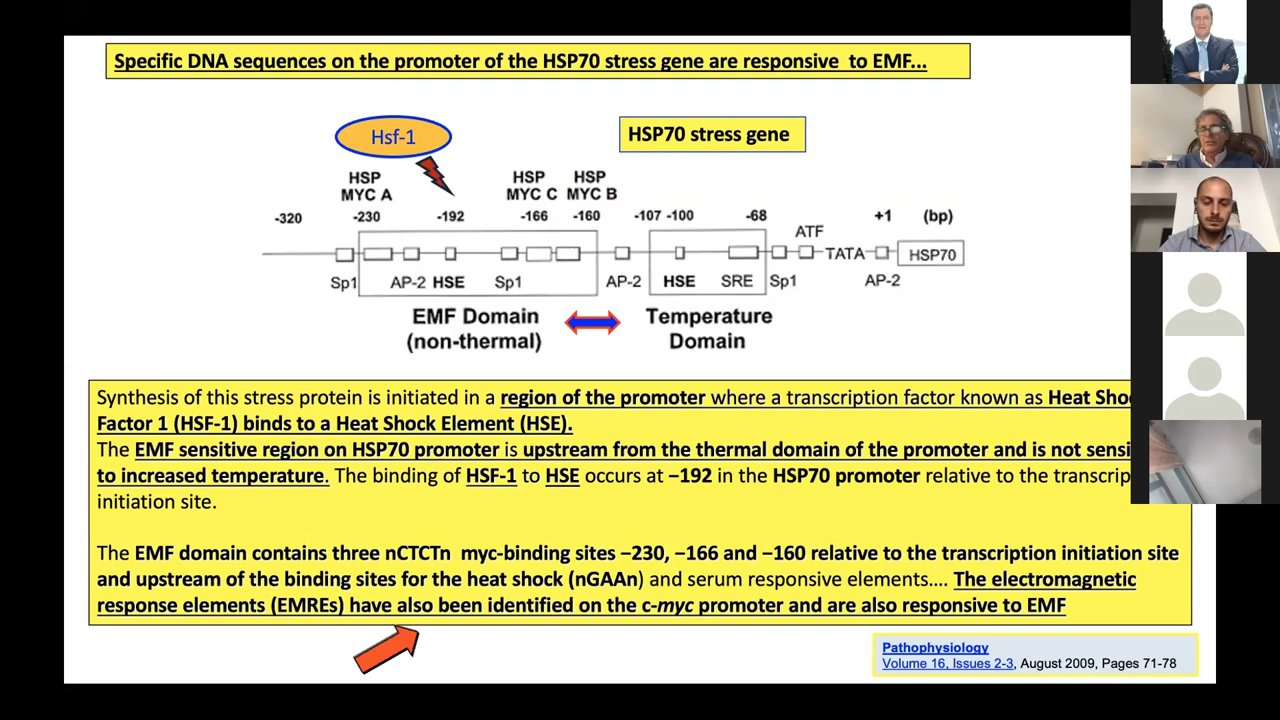 Specific DNA sequences on the promoter of the HSP70 stress gene are responsive to EMF...
Hsf-1
HSP70 stress gene
HSP
MYC A
HSP
MYC C
HSP
MYC B
-320
-230
-192
-166
-160
-107
-100
-68
+1
(bp)
ATF
TATA
HSP70
Sp1
AP-2
HSE
Sp1
AP-2
HSE
SRE
Sp1
AP-2
EMF Domain
(non-thermal)
Temperature
Domain
Synthesis of this stress protein is initiated in a region of the promoter where a transcription factor known as Heat Shoc
Factor 1 (HSF-1) binds to a Heat Shock Element (HSE).
The EMF sensitive region on HSP70 promoter is upstream from the thermal domain of the promoter and is not sensi
to increased temperature. The binding of HSF-1 to HSE occurs at −192 in the HSP70 promoter relative to the transcrip
initiation site.
The EMF domain contains three nCTCTn myc-binding sites −230, −166 and −160 relative to the transcription initiation site
and upstream of the binding sites for the heat shock (nGAAn) and serum responsive elements.... The electromagnetic
response elements (EMREs) have also been identified on the c-myc promoter and are also responsive to EMF
Pathophysiology
Volume 16, Issues 2-3, August 2009, Pages 71-78